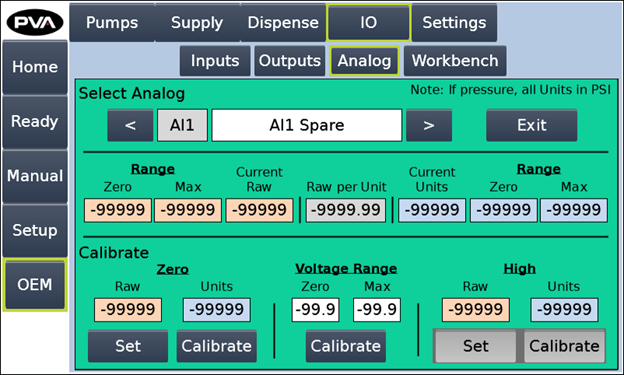 PVA
Pumps Supply Dispense IO Settings
Home
Inputs Outputs Analog Workbench
Select Analog
Note: If pressure, all Units in PSI
Ready
< AI1 AI1 Spare > Exit
Manual
Range
Zero Max
Current Raw
Raw per Unit
Current Units
Range
Zero Max
-99999 -99999 -99999 -9999.99 -99999 -99999 -99999
Setup
Calibrate
Zero Voltage Range High
OEM
Raw Units Zero Max Raw Units
-99999 -99999 -99.9 -99.9 -99999 -99999
Set Calibrate Calibrate Set Calibrate